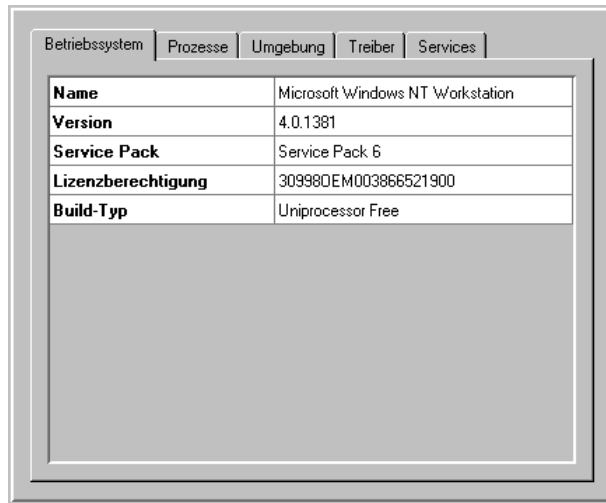 Betriebssystem Prozesse Umgebung Treiber Services
Name Microsoft Windows NT Workstation
Version 4.0.1381
Service Pack Service Pack 6
Lizenzberechtigung 30998OEM003866521900
Build-Typ Uniprocessor Free